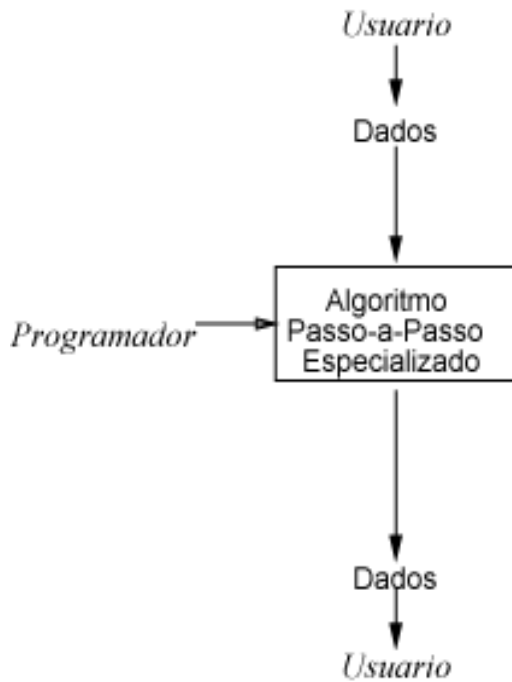 Usuario
Dados
Algoritmo
Passo-a-Passo
Especializado
Programador
Dados
Usuario